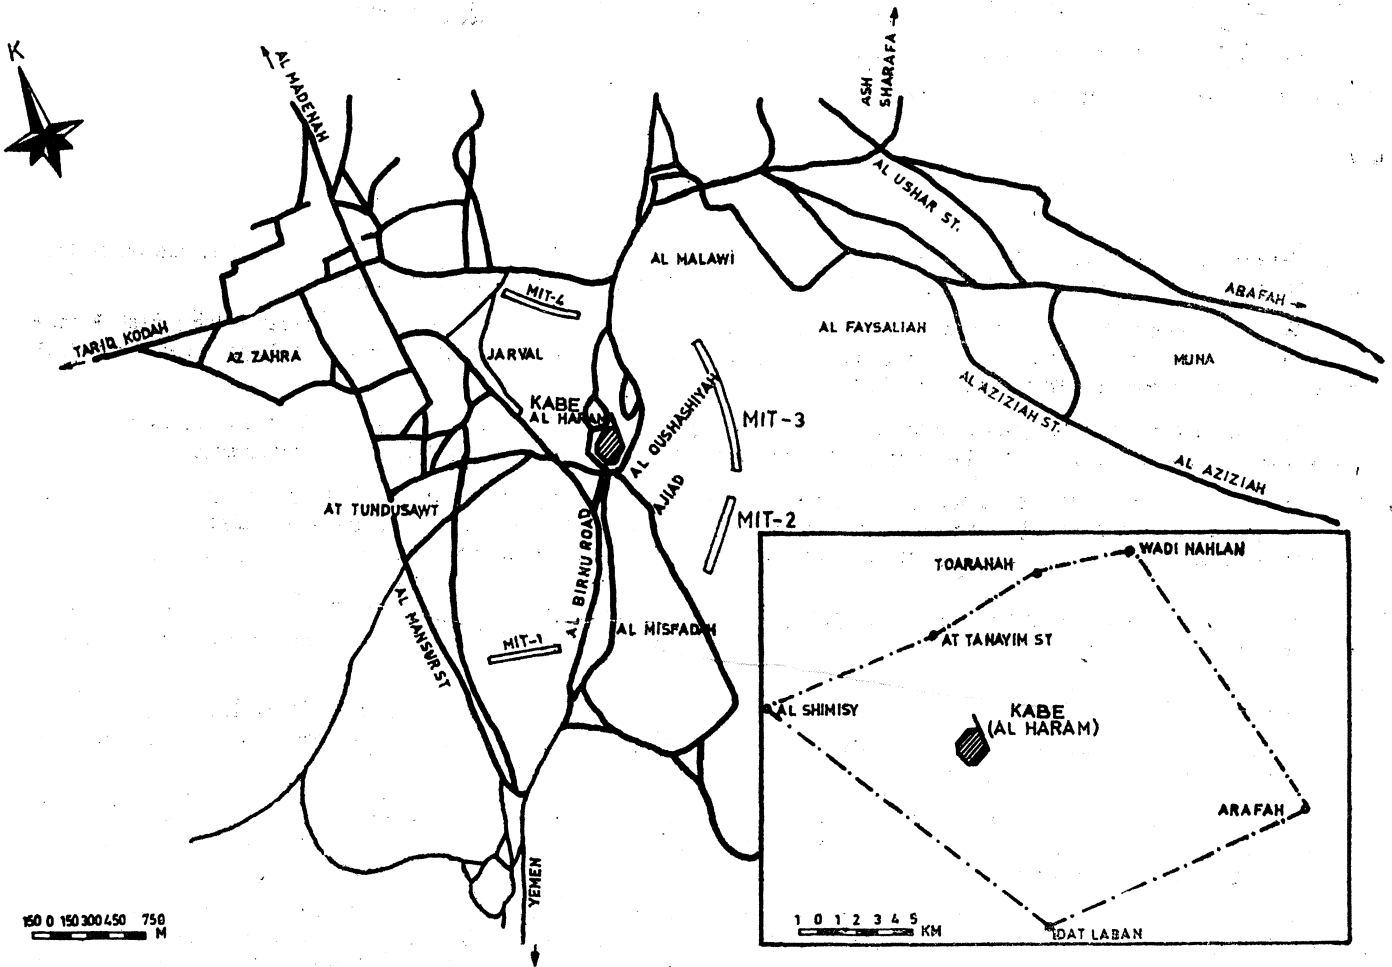 K
AL MADENAH
ASH
SHARAFA
AL USHAR ST.
AL MALAWI
ARAFAH
MIT-4
TARIQ KODAH
AZ ZAHRA
JARVAL
AL FAYSALIAH
MUNA
KABE
AL HARAM
AL OUSHASHIYAH
MIT-3
AL AZIZIAH ST.
AL AZIZIAH
AJIAD
AT TUNDUSAWT
MIT-2
AL BIRNU ROAD
AL MANSUR ST
MIT-1
AL MISFADAH
YEMEN
150 0 150 300 450 750
M
WADI NAHLAN
TOARANAH
AT TANAYIM ST
AL SHIMISY
KABE
(AL HARAM)
ARAFAH
IDAT LABAN
1 0 1 2 3 4 5
KM